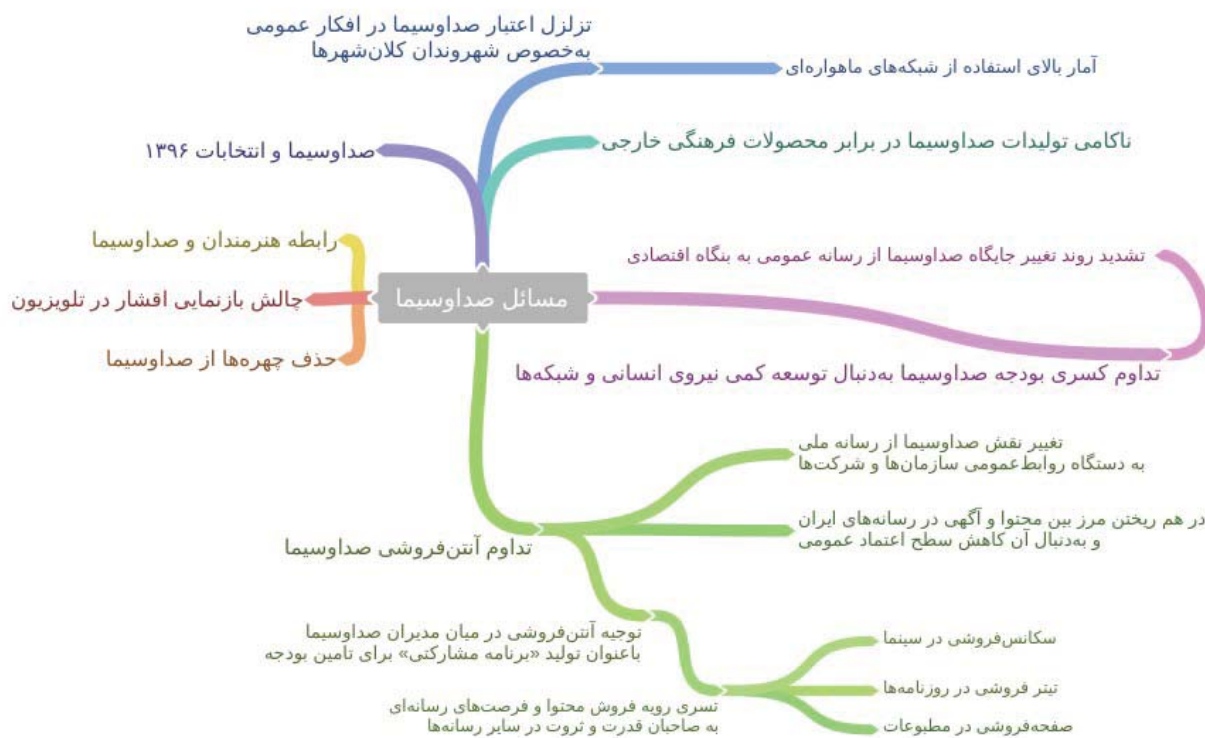 تزلزل اعتبار صداوسیما در افکار عمومی
به‌خصوص شهروندان کلان‌شهرها
آمار بالای استفاده از شبکه‌های ماهواره‌ای
ناکامی تولیدات صداوسیما در برابر محصولات فرهنگی خارجی
صداوسیما و انتخابات ۱۳۹۶
رابطه هنرمندان و صداوسیما
چالش بازنمایی اقشار در تلویزیون
حذف چهره‌ها از صداوسیما
مسائل صداوسیما
تشدید روند تغییر جایگاه صداوسیما از رسانه عمومی به بنگاه اقتصادی
تداوم کسری بودجه صداوسیما به‌دنبال توسعه کمی نیروی انسانی و شبکه‌ها
تغییر نقش صداوسیما از رسانه ملی
به دستگاه روابط‌عمومی سازمان‌ها و شرکت‌ها
در هم ریختن مرز بین محتوا و آگهی در رسانه‌های ایران
و به‌دنبال آن کاهش سطح اعتماد عمومی
تداوم آنتن‌فروشی صداوسیما
توجیه آنتن‌فروشی در میان مدیران صداوسیما
باعنوان تولید «برنامه مشارکتی» برای تامین بودجه
تسری رویه فروش محتوا و فرصت‌های رسانه‌ای
به صاحبان قدرت و ثروت در سایر رسانه‌ها
سکانس‌فروشی در سینما
تیتر فروشی در روزنامه‌ها
صفحه‌فروشی در مطبوعات